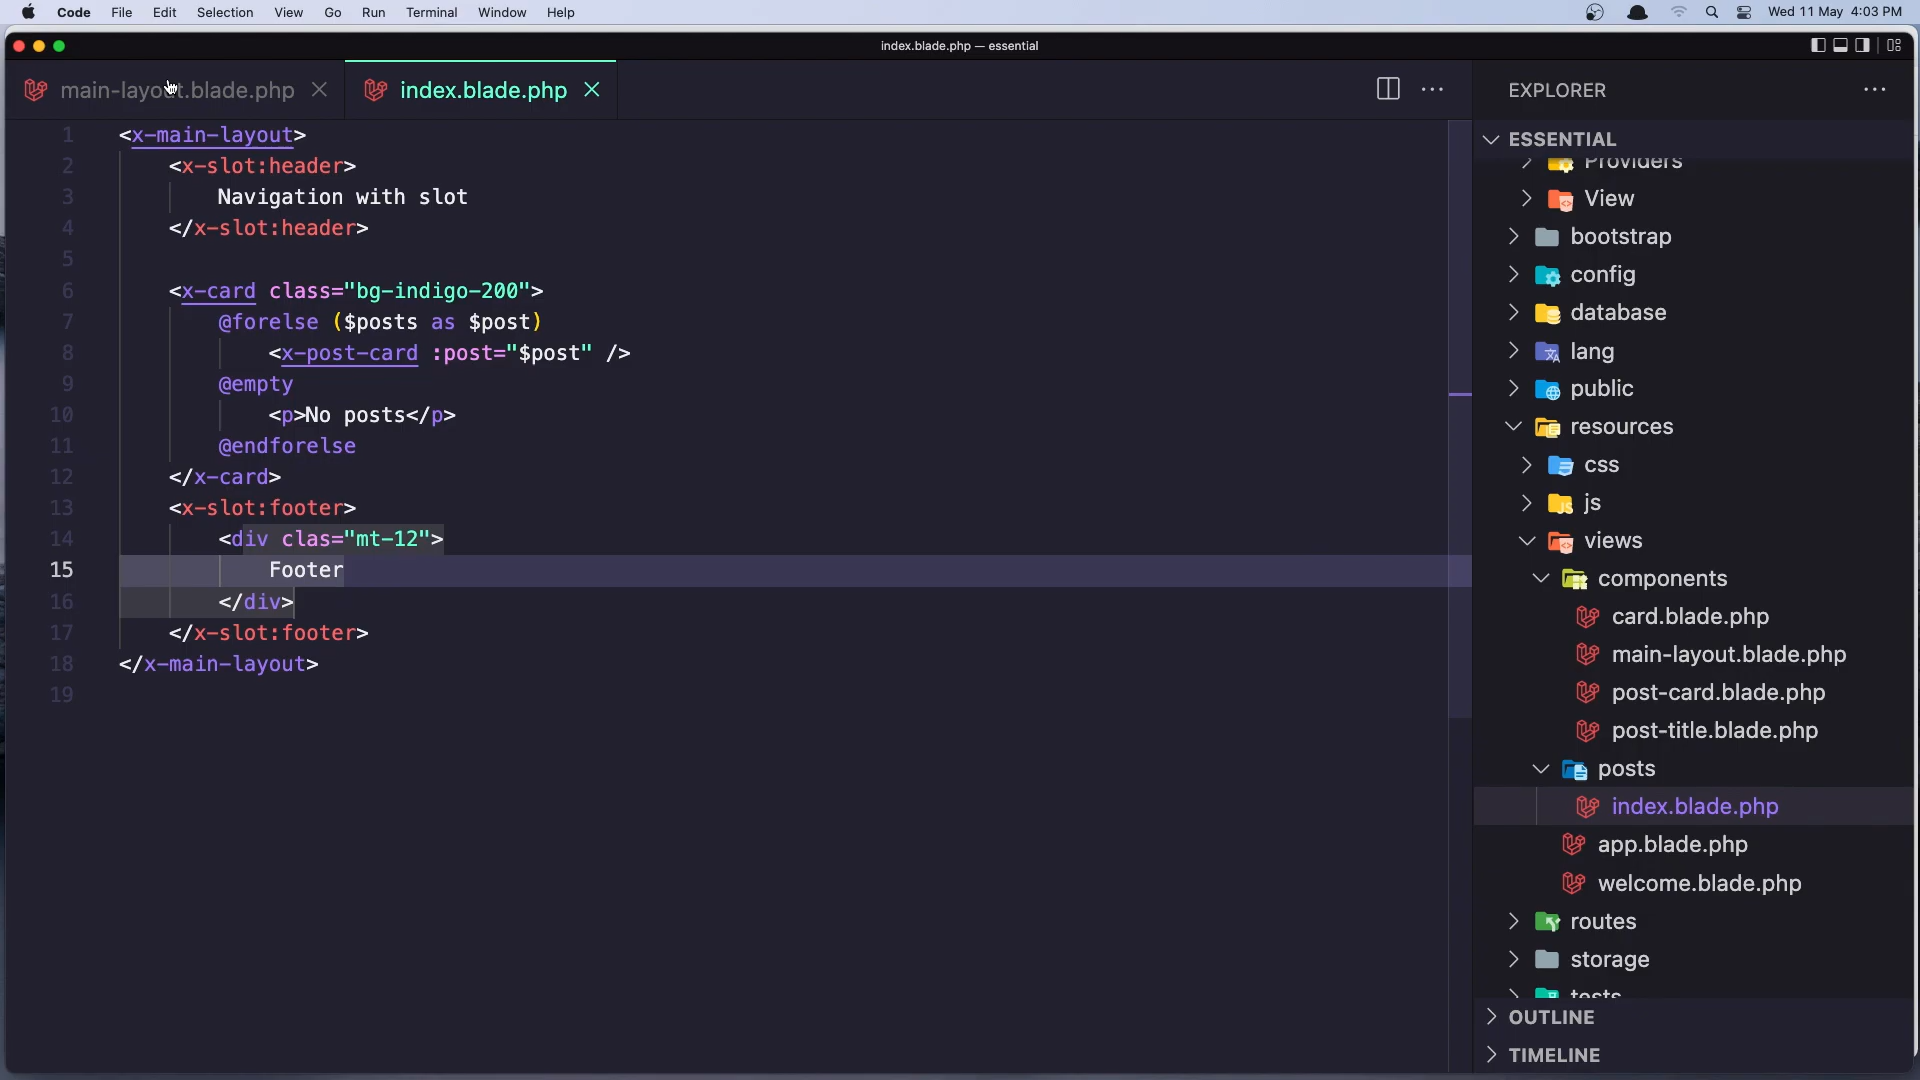 Code File Edit Selection View Go Run Terminal Window Help Wed 11 May 4:03 PM
index.blade.php — essential
main-layout.blade.php index.blade.php EXPLORER
ESSENTIAL
1 <x-main-layout>
2 <x-slot:header>
3 Navigation with slot
4 </x-slot:header>
5
6 <x-card class="bg-indigo-200">
7 @forelse ($posts as $post)
8 <x-post-card :post="$post" />
9 @empty
10 <p>No posts</p>
11 @endforelse
12 </x-card>
13 <x-slot:footer>
14 <div clas="mt-12">
15 Footer
16 </div>
17 </x-slot:footer>
18 </x-main-layout>
19
Providers
View
bootstrap
config
database
lang
public
resources
css
js
views
components
card.blade.php
main-layout.blade.php
post-card.blade.php
post-title.blade.php
posts
index.blade.php
app.blade.php
welcome.blade.php
routes
storage
tests
OUTLINE
TIMELINE